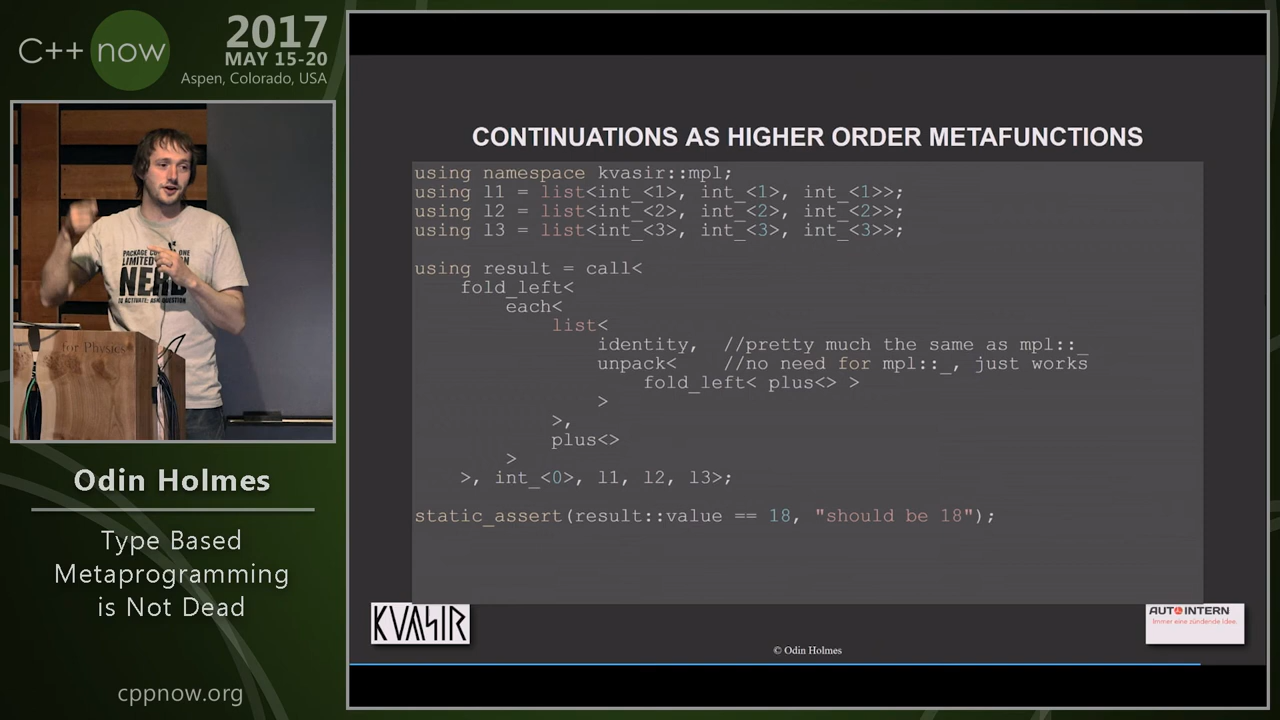 C++ now
2017
MAY 15-20
Aspen, Colorado, USA
PACKAGE
LIMITED
NERD
for Physics
Odin Holmes
Type Based
Metaprogramming
is Not Dead
cppnow.org
CONTINUATIONS AS HIGHER ORDER METAFUNCTIONS
using namespace kvasir::mpl;
using l1 = list<int_<1>, int_<1>, int_<1>>;
using l2 = list<int_<2>, int_<2>, int_<2>>;
using l3 = list<int_<3>, int_<3>, int_<3>>;
using result = call<
fold_left<
each<
list<
identity, //pretty much the same as mpl::_
unpack< //no need for mpl::_, just works
fold_left< plus<> >
>
>,
plus<>
>
>, int_<0>, l1, l2, l3>;
static_assert(result::value == 18, "should be 18");
KVASIR
AUTOINTERN
Immer eine zündende Idee.
© Odin Holmes